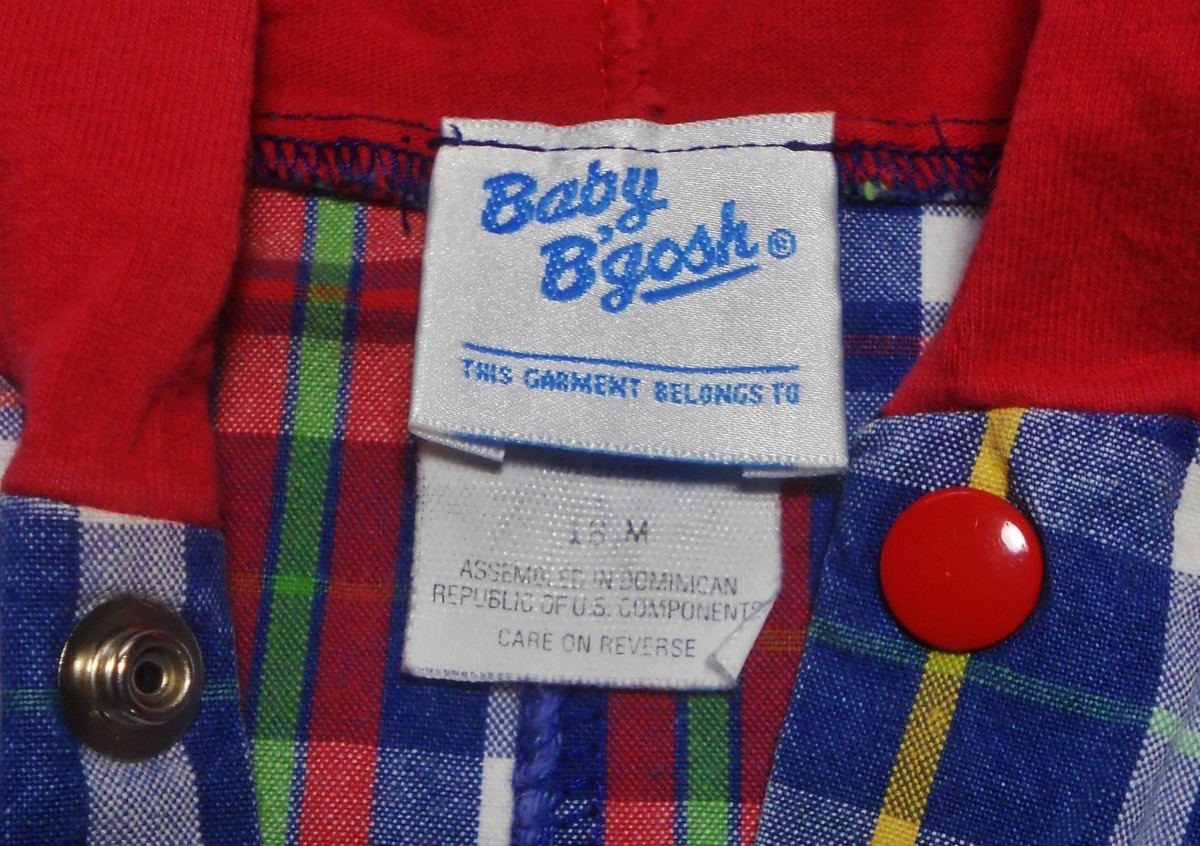 Baby
B'gosh®
THIS GARMENT BELONGS TO
18 M
ASSEMBLED IN DOMINICAN
REPUBLIC OF U.S. COMPONENTS
CARE ON REVERSE